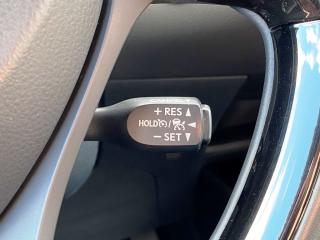 + RES
HOLD
− SET